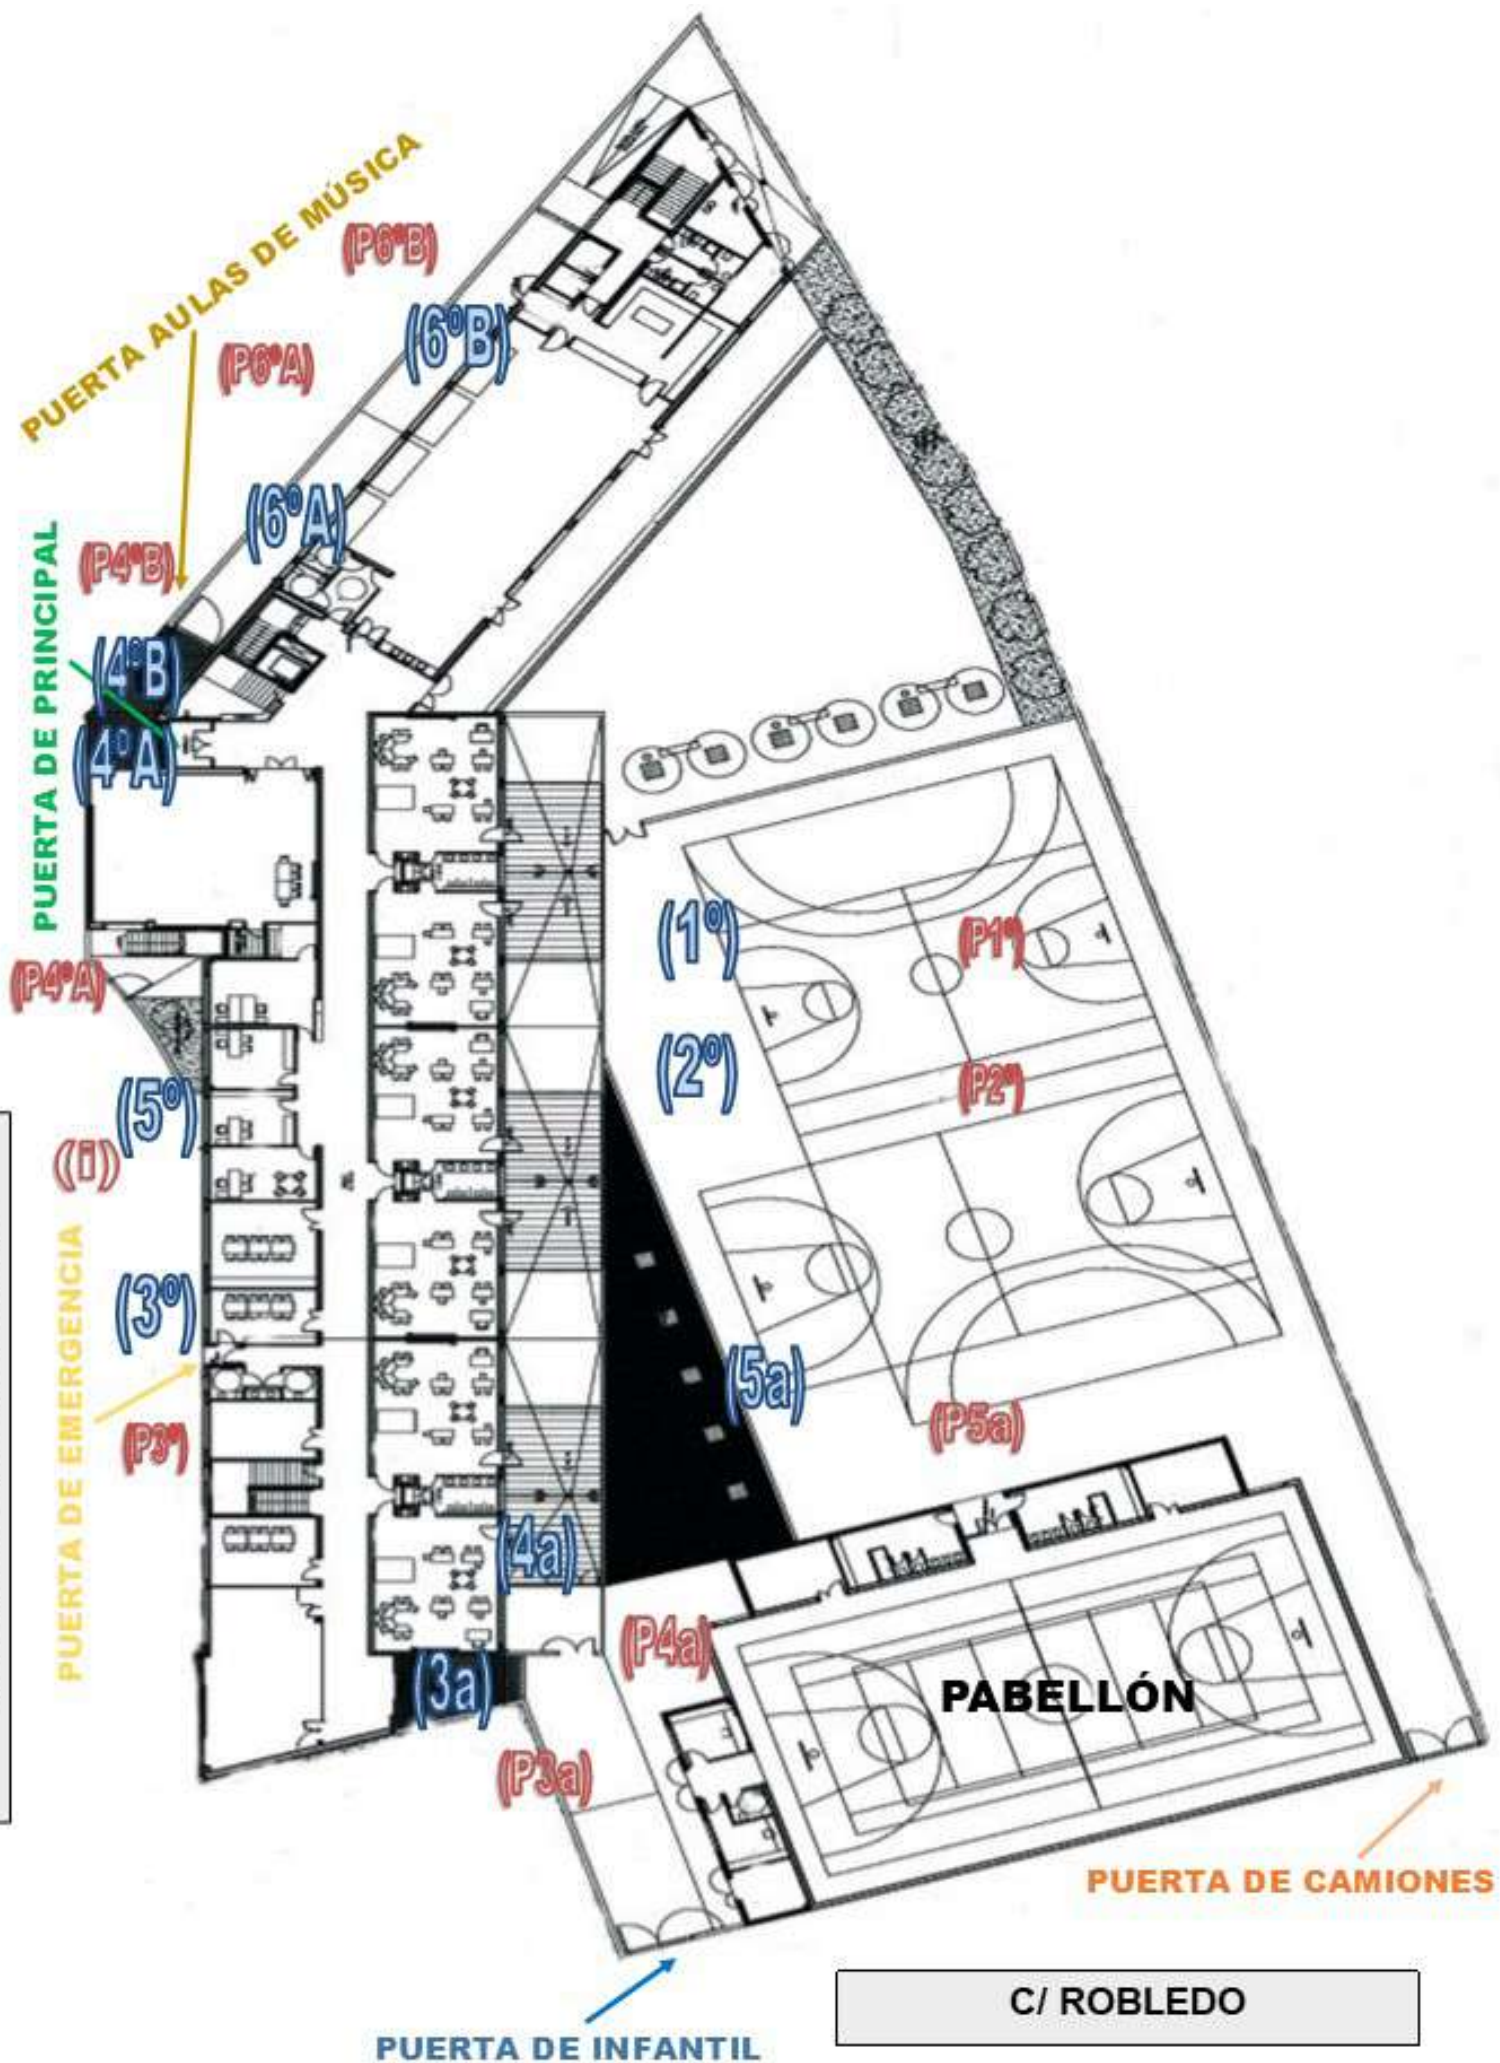 PUERTA AULAS DE MÚSICA
(P6ºB)
(6ºB)
(P6ºA)
(6ºA)
(P4ºB)
PUERTA DE PRINCIPAL
(4ºB)
(4ºA)
(1º)
(P1º)
(P4ºA)
(2º)
(P2º)
(5º)
(i)
PUERTA DE EMERGENCIA
(3º)
(5a)
(P5a)
(P3º)
(4a)
(P4a)
(3a)
PABELLÓN
(P3a)
PUERTA DE CAMIONES
C/ ROBLEDO
PUERTA DE INFANTIL